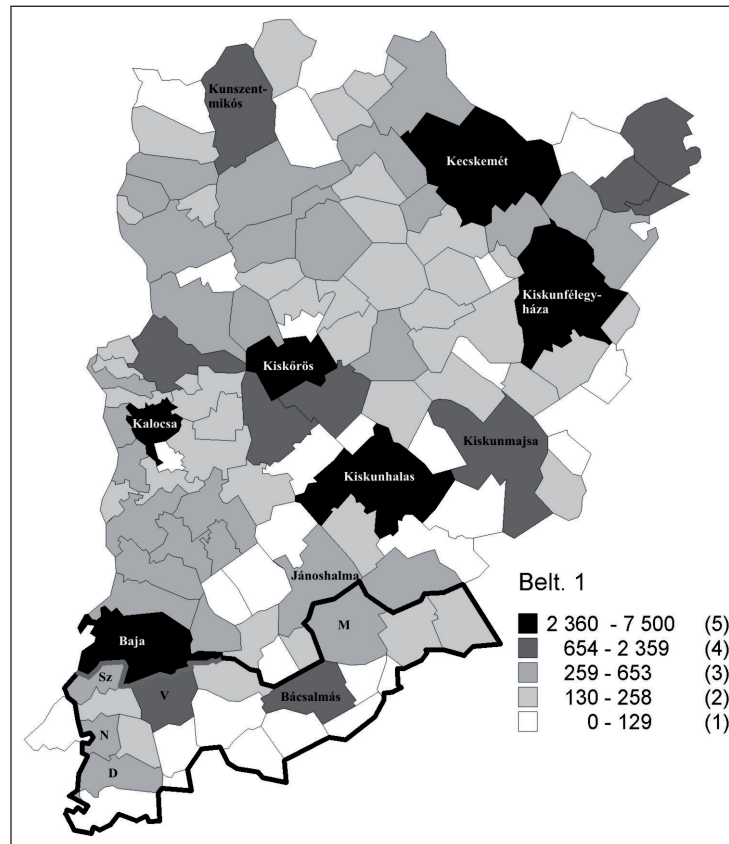 Kunszent-
mikós
Kecskemét
Kiskunfélegy-
háza
Kiskőrös
Kalocsa
Kiskunmajsa
Kiskunhalas
Jánoshalma
M
Baja
Sz
V
Bácsalmás
N
D
Belt. 1
2 360 - 7 500 (5)
654 - 2 359 (4)
259 - 653 (3)
130 - 258 (2)
0 - 129 (1)